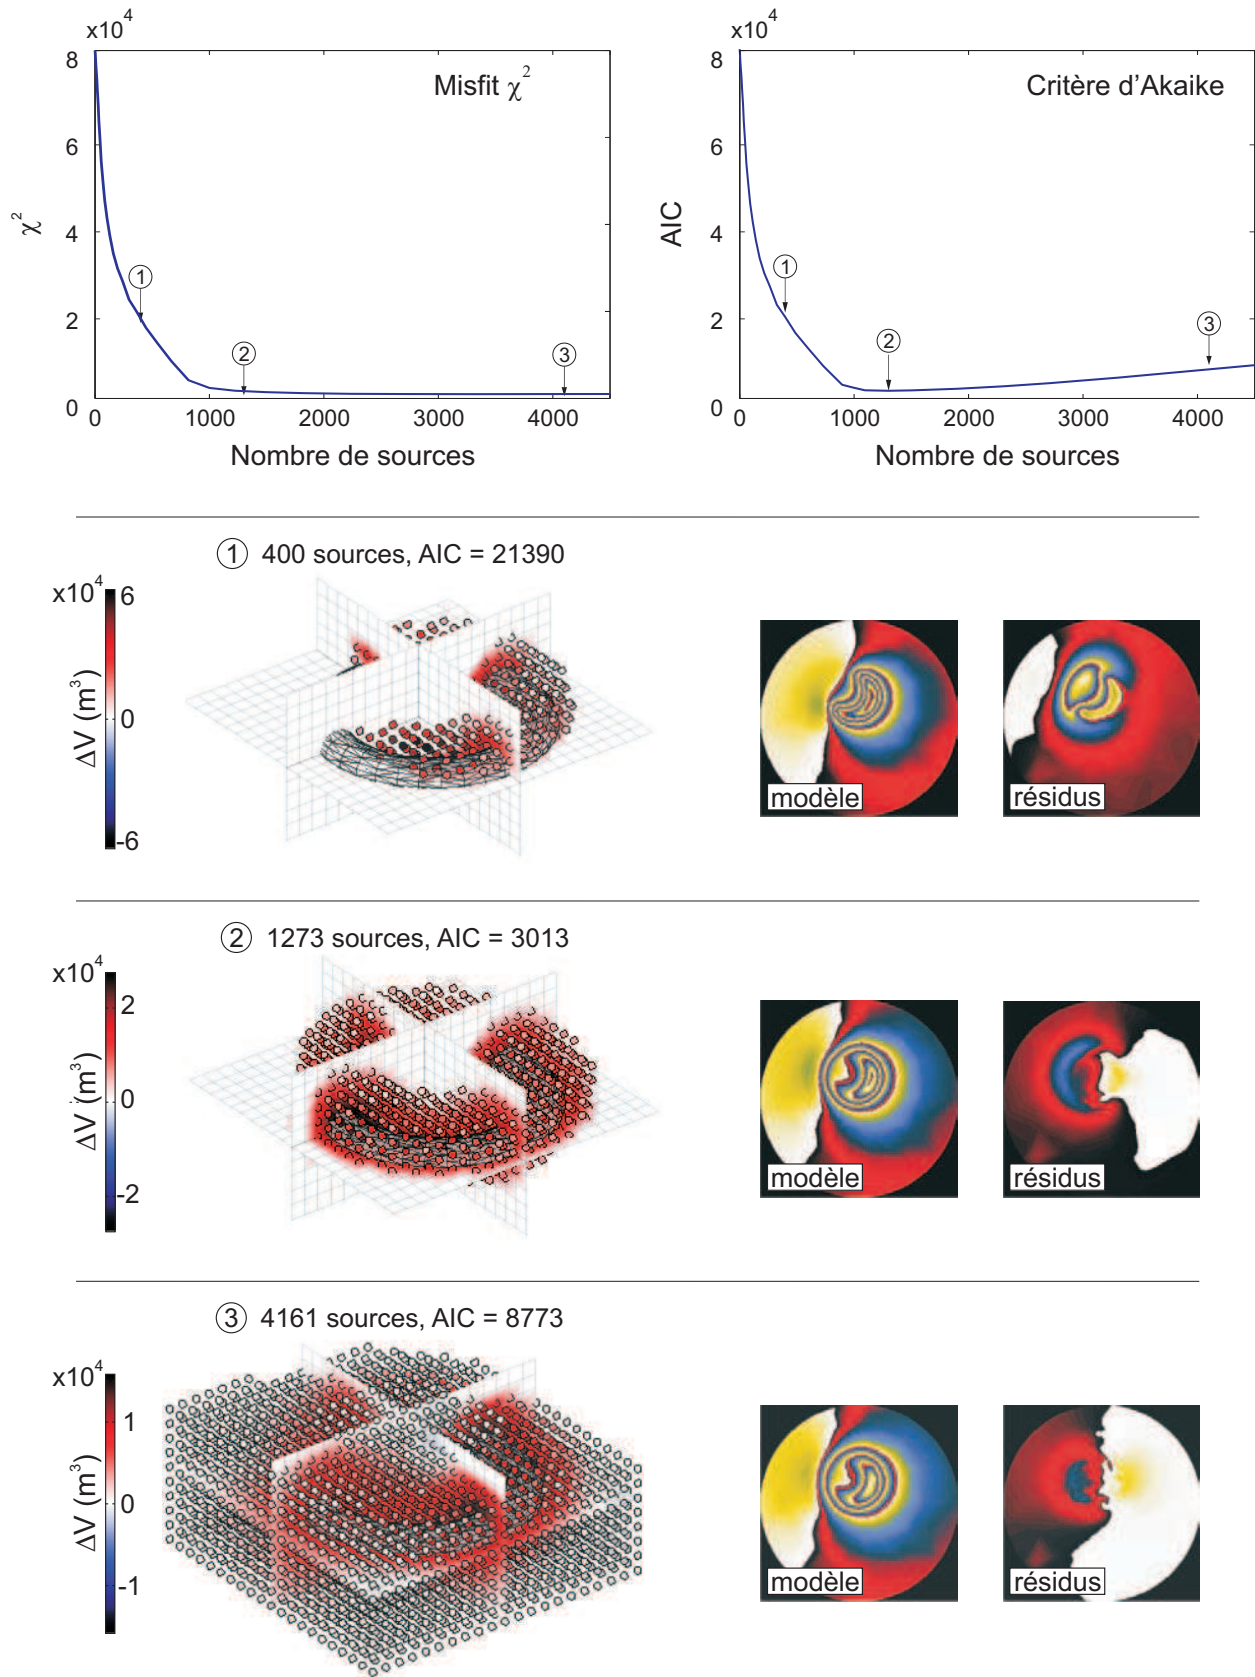 x10^4
8
6
4
2
0
χ^2
Misfit χ^2
1
2
3
0
1000
2000
3000
4000
Nombre de sources
x10^4
8
6
4
2
0
AIC
Critère d'Akaike
1
2
3
0
1000
2000
3000
4000
Nombre de sources
1 400 sources, AIC = 21390
x10^4
6
0
-6
ΔV (m^3)
modèle
résidus
2 1273 sources, AIC = 3013
x10^4
2
0
-2
ΔV (m^3)
modèle
résidus
3 4161 sources, AIC = 8773
x10^4
1
0
-1
ΔV (m^3)
modèle
résidus